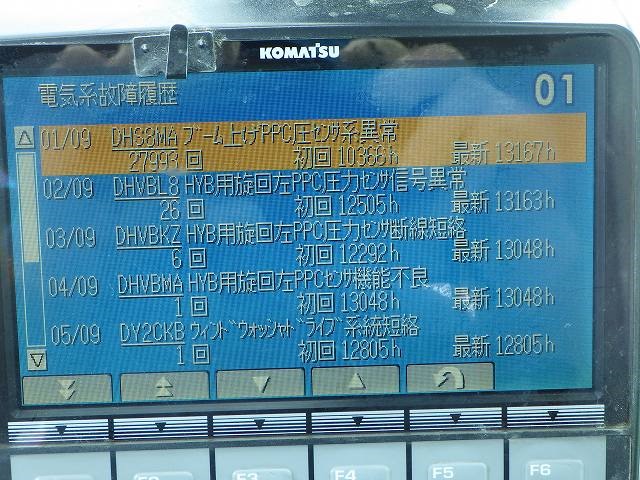 KOMATSU
電気系故障履歴 01
01/09 DHS8MA ブーム上げPPC圧センサ系異常
27993 回 初回 10366h 最新 13167h
02/09 DHVBL8 HYB用旋回左PPC圧力センサ信号異常
26 回 初回 12505h 最新 13163h
03/09 DHVBKZ HYB用旋回左PPC圧力センサ断線短絡
6 回 初回 12292h 最新 13048h
04/09 DHVBMA HYB用旋回左PPCセンサ機能不良
1 回 初回 13048h 最新 13048h
05/09 DY2CKB ウィンドウォッシャドライブ系統短絡
1 回 初回 12805h 最新 12805h
F3 F4 F5 F6